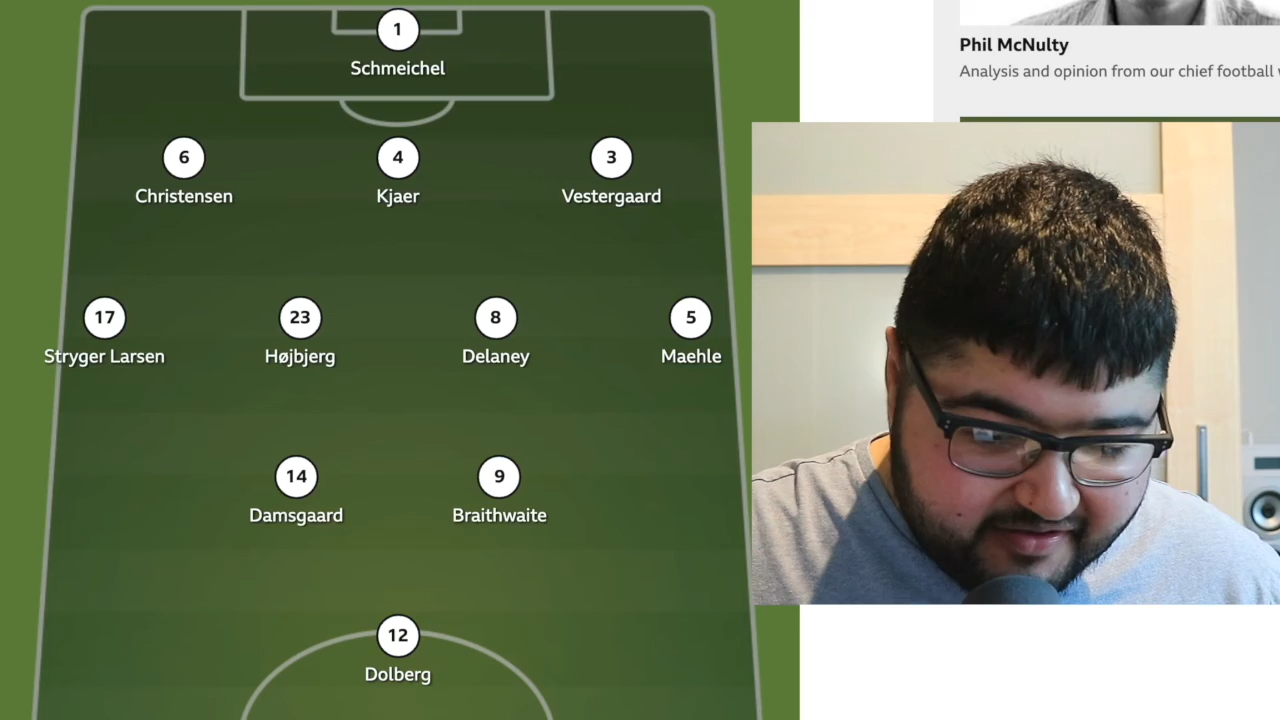 1
Schmeichel
6 4 3
Christensen Kjaer Vestergaard
17 23 8 5
Stryger Larsen Højbjerg Delaney Maehle
14 9
Damsgaard Braithwaite
12
Dolberg
Phil McNulty
Analysis and opinion from our chief football